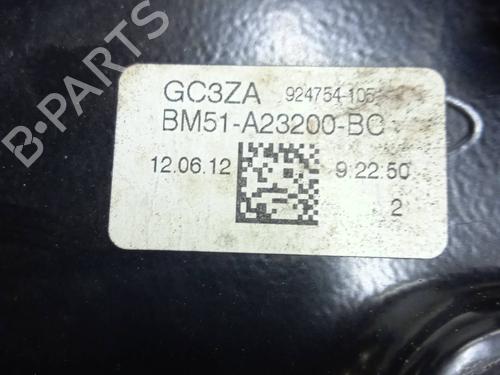 B-PARTS
GC3ZA 924754-105
BM51-A23200-BC
12.06.12 9:22:50
2